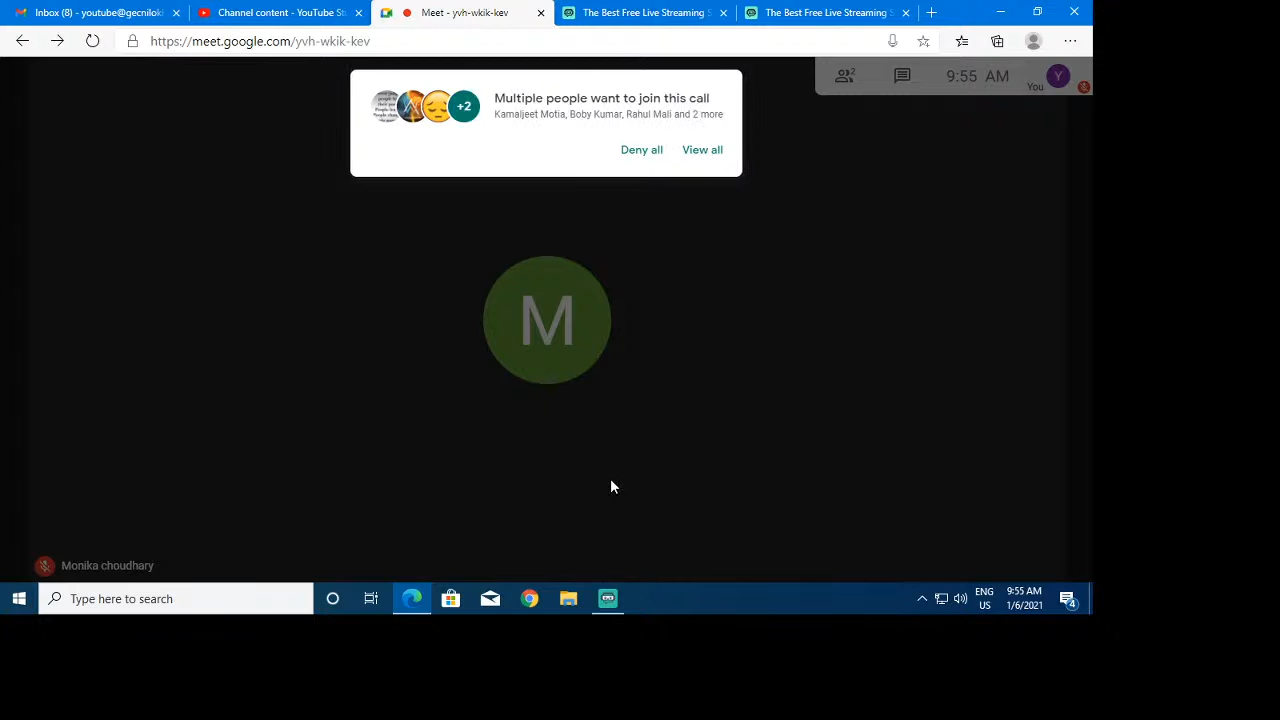 Inbox (8) - youtube@gecniloki
Channel content - YouTube St
Meet - yvh-wkik-kev
The Best Free Live Streaming S
The Best Free Live Streaming S
https://meet.google.com/yvh-wkik-kev
2
9:55 AM
Y
You
+2
Multiple people want to join this call
Kamaljeet Motia, Boby Kumar, Rahul Mali and 2 more
Deny all
View all
M
Monika choudhary
Type here to search
ENG
US
9:55 AM
1/6/2021
4